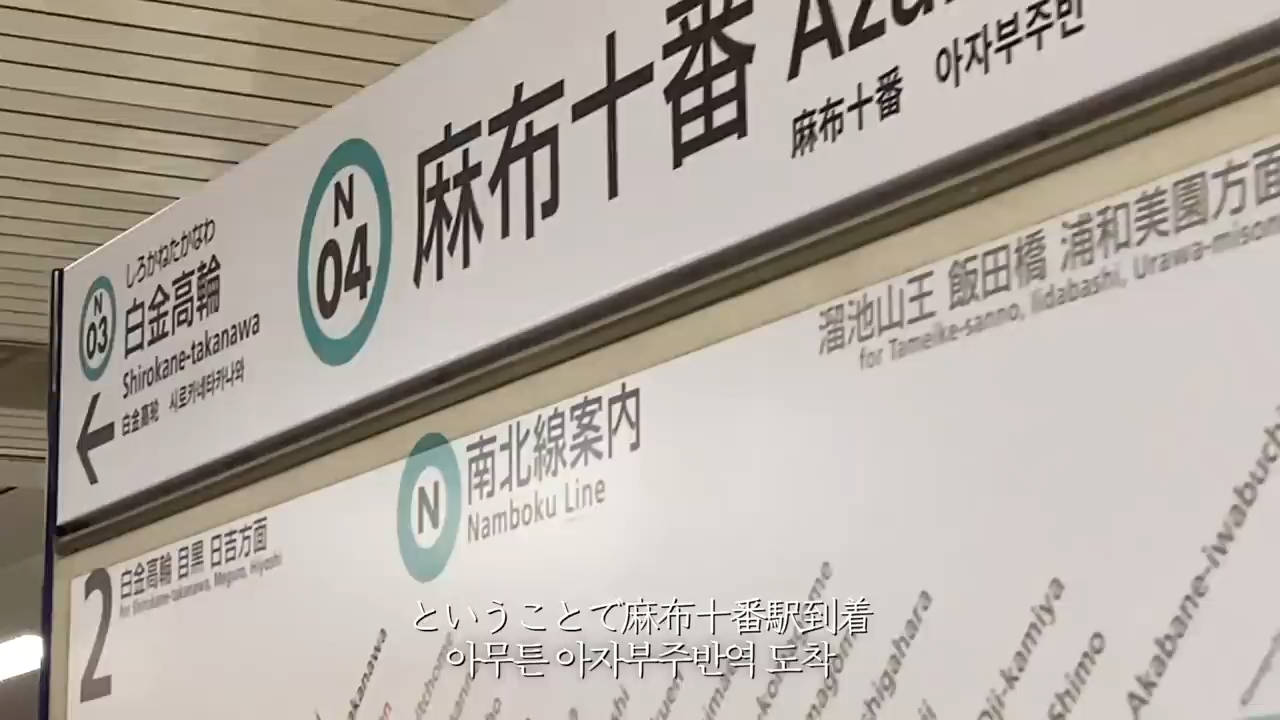 しろかねたかなわ
N
03
白金高輪
Shirokane-takanawa
白金高轮 시로카네타카나와
N
04
麻布十番
麻布十番 아자부주반
溜池山王 飯田橋 浦和美園方面
for Tameike-sanno, Iidabashi, Urawa-misono
N
南北線案内
Namboku Line
2
白金高輪 目黒 日吉方面
for Shirokane-takanawa, Meguro, Hiyoshi
Oji-kamiya
Shimo
Akabane-iwabuchi
ということで麻布十番駅到着
아무튼 아자부주반역 도착